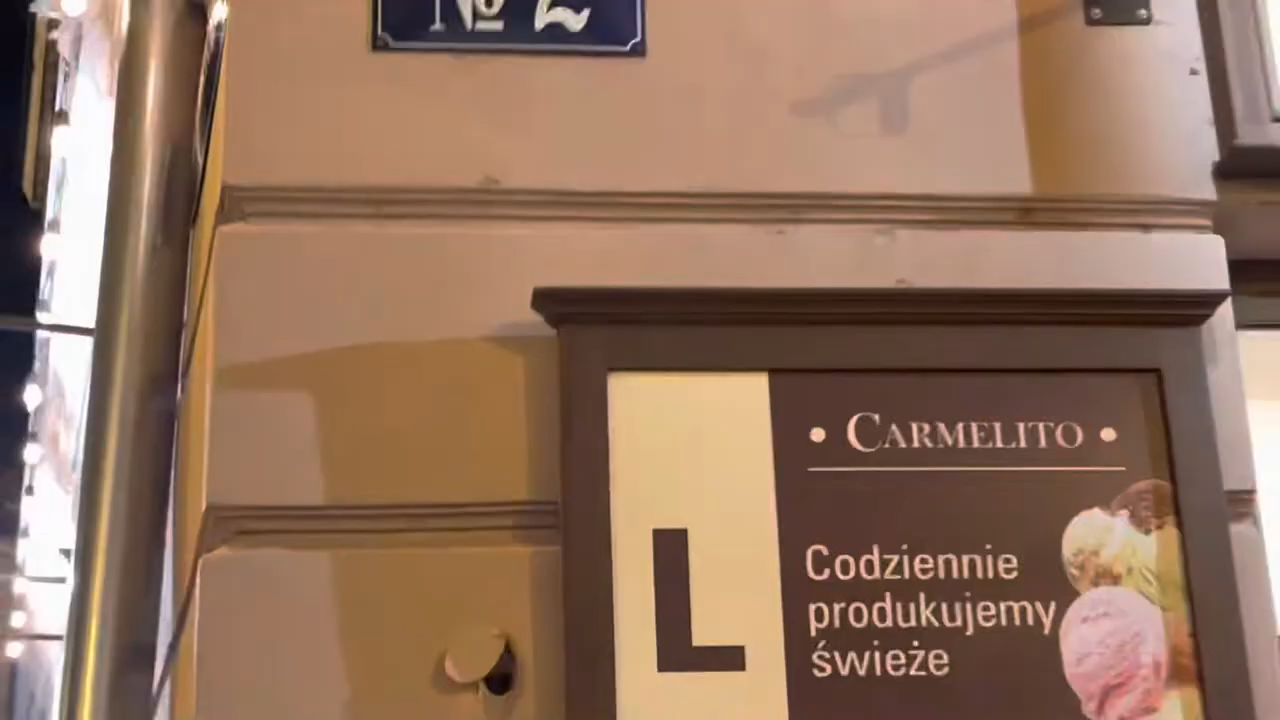 № 2
• CARMELITO •
L
Codziennie
produkujemy
świeże